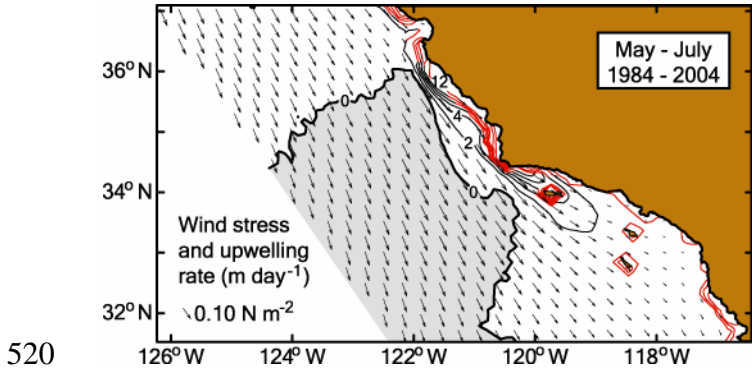 May - July
1984 - 2004
36° N
34° N
32° N
0
12
4
2
0
Wind stress
and upwelling
rate (m day⁻¹)
0.10 N m⁻²
126° W
124° W
122° W
120° W
118° W
520